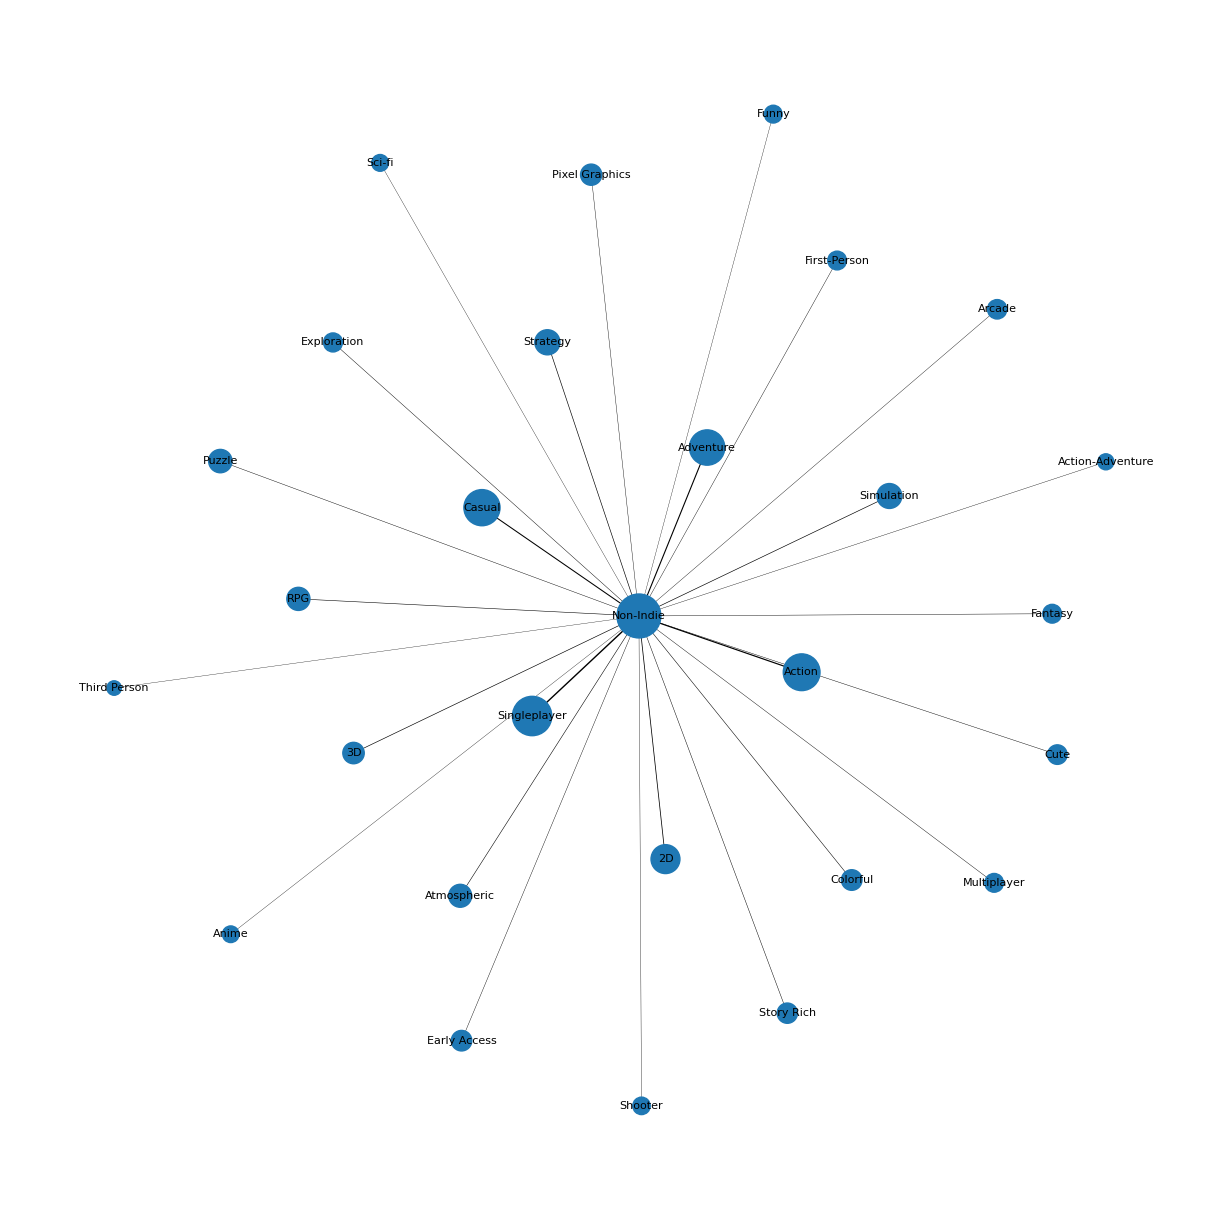 Funny
Sci-fi
Pixel Graphics
First-Person
Arcade
Exploration
Strategy
Adventure
Puzzle
Action-Adventure
Simulation
Casual
RPG
Non-Indie
Fantasy
Action
Third Person
Singleplayer
3D
Cute
2D
Colorful
Multiplayer
Atmospheric
Anime
Story Rich
Early Access
Shooter